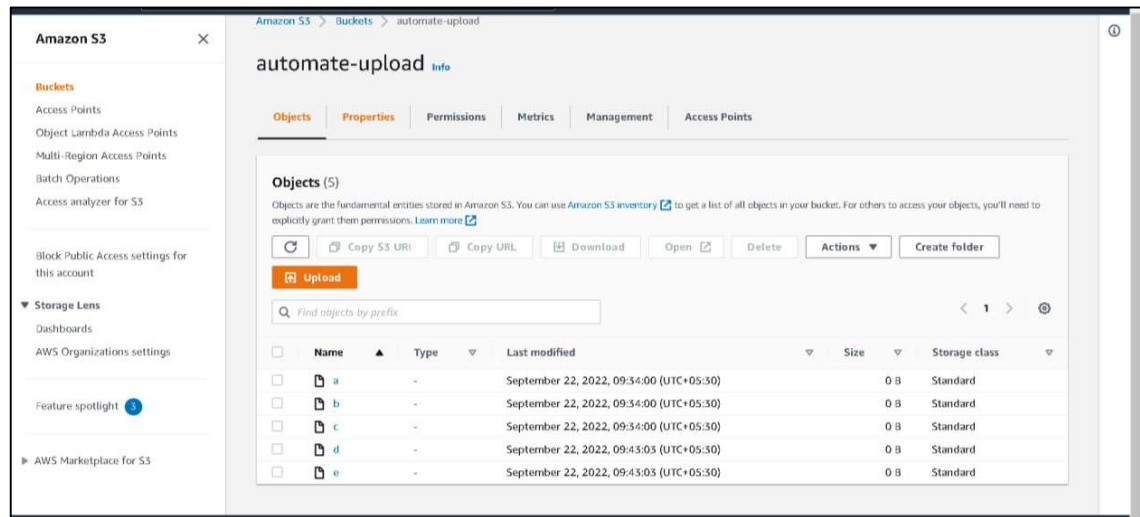 Amazon S3 > Buckets > automate-upload
Amazon S3
automate-upload Info
Buckets
Access Points
Object Lambda Access Points
Multi-Region Access Points
Batch Operations
Access analyzer for S3
Block Public Access settings for
this account
Storage Lens
Dashboards
AWS Organizations settings
Feature spotlight 3
AWS Marketplace for S3
Objects Properties Permissions Metrics Management Access Points
Objects (5)
Objects are the fundamental entities stored in Amazon S3. You can use Amazon S3 inventory to get a list of all objects in your bucket. For others to access your objects, you'll need to
explicitly grant them permissions. Learn more
Copy S3 URI Copy URL Download Open Delete Actions Create folder
Upload
Find objects by prefix
1
Name Type Last modified Size Storage class
a - September 22, 2022, 09:34:00 (UTC+05:30) 0 B Standard
b - September 22, 2022, 09:34:00 (UTC+05:30) 0 B Standard
c - September 22, 2022, 09:34:00 (UTC+05:30) 0 B Standard
d - September 22, 2022, 09:43:03 (UTC+05:30) 0 B Standard
e - September 22, 2022, 09:43:03 (UTC+05:30) 0 B Standard